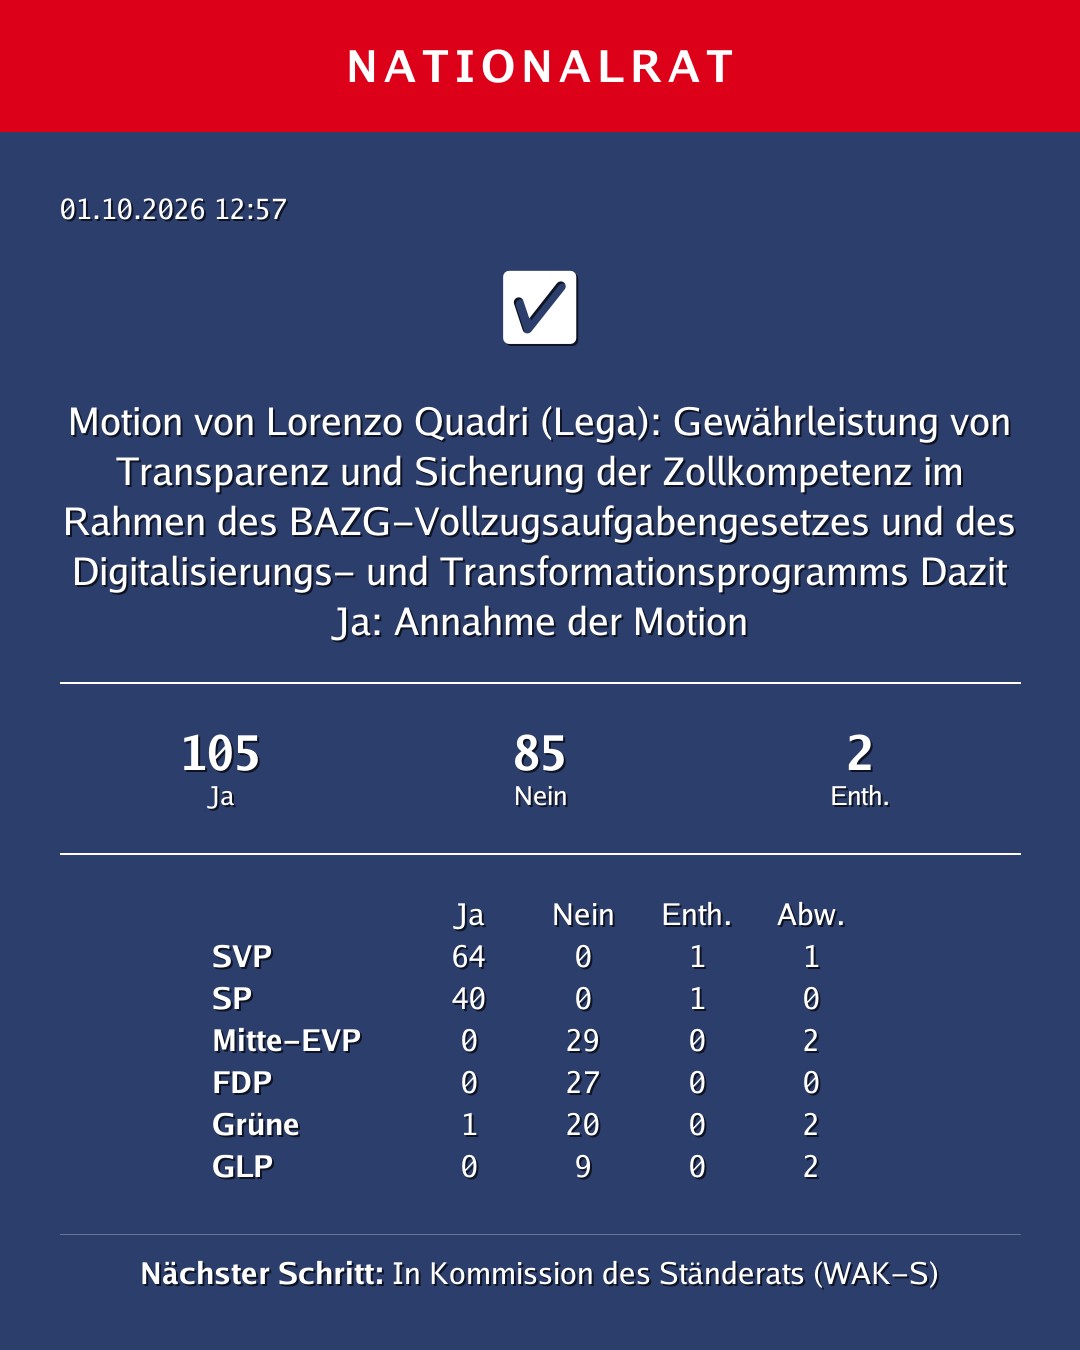 NATIONALRAT
01.10.2026 12:57
Motion von Lorenzo Quadri (Lega): Gewährleistung von
Transparenz und Sicherung der Zollkompetenz im
Rahmen des BAZG-Vollzugsaufgabengesetzes und des
Digitalisierungs- und Transformationsprogramms Dazit
Ja: Annahme der Motion
105 85 2
Ja Nein Enth.
Ja Nein Enth. Abw.
SVP 64 0 1 1
SP 40 0 1 0
Mitte-EVP 0 29 0 2
FDP 0 27 0 0
Grüne 1 20 0 2
GLP 0 9 0 2
Nächster Schritt: In Kommission des Ständerats (WAK-S)